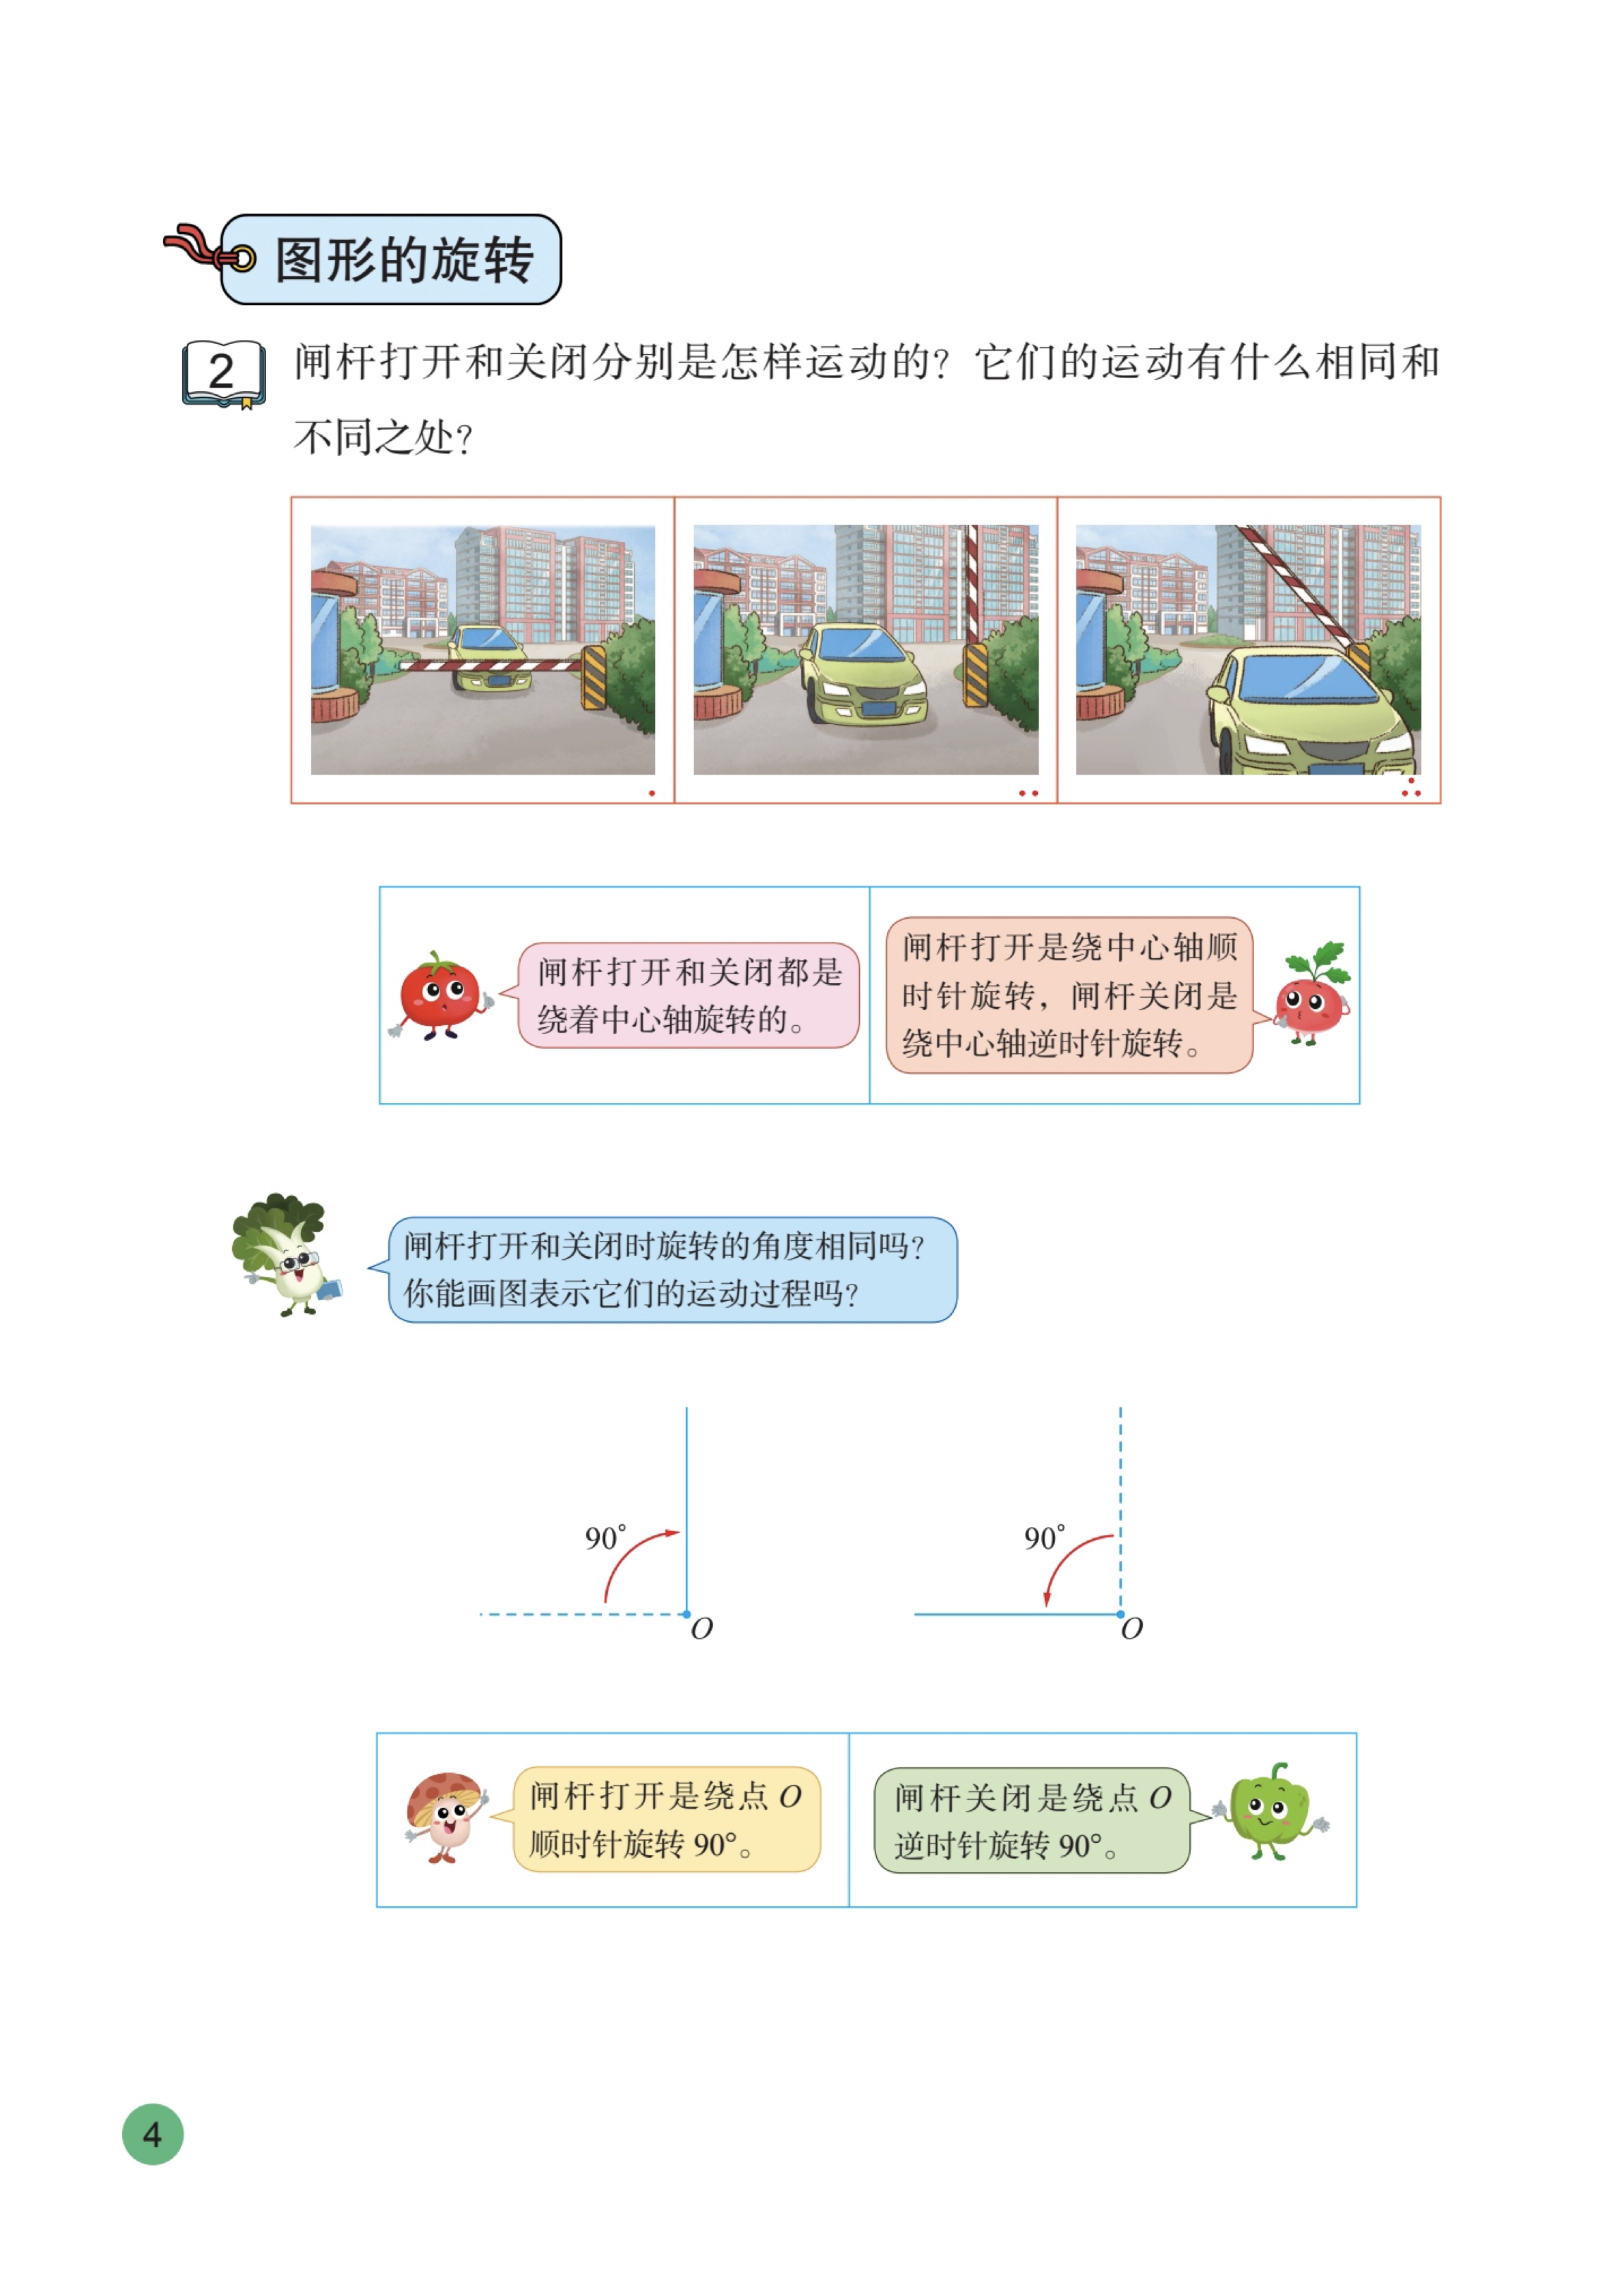 图形的旋转
2 闸杆打开和关闭分别是怎样运动的？它们的运动有什么相同和
不同之处？
闸杆打开和关闭都是
绕着中心轴旋转的。
闸杆打开是绕中心轴顺
时针旋转，闸杆关闭是
绕中心轴逆时针旋转。
闸杆打开和关闭时旋转的角度相同吗？
你能画图表示它们的运动过程吗？
90°
O
90°
O
闸杆打开是绕点 O
顺时针旋转 90°。
闸杆关闭是绕点 O
逆时针旋转 90°。
4